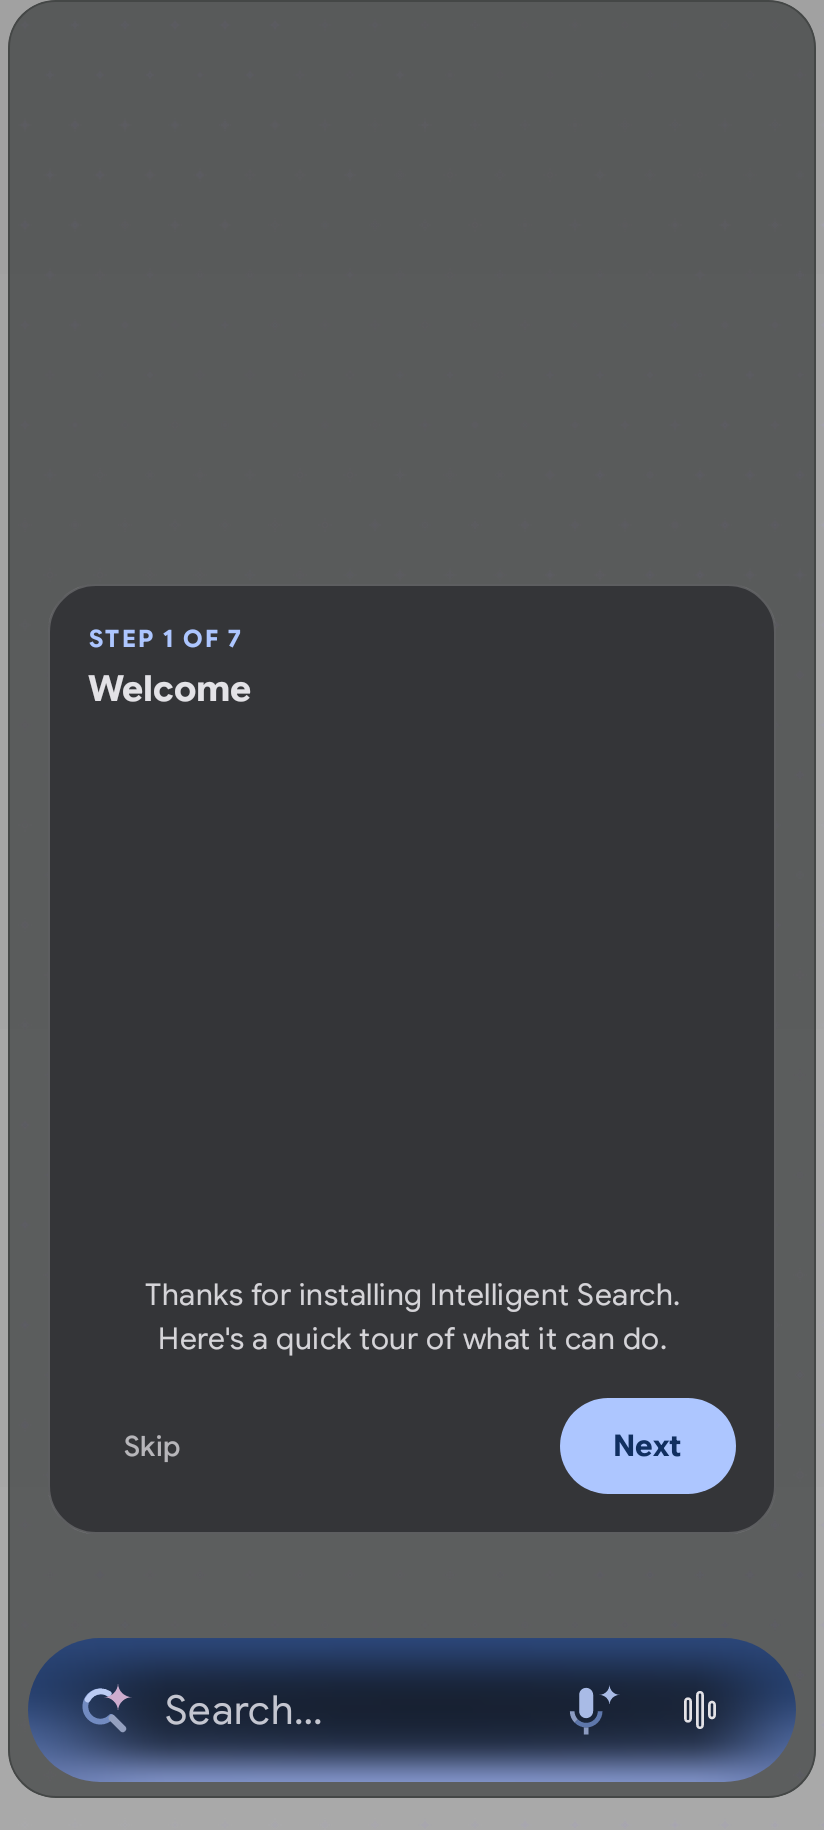 STEP 1 OF 7
Welcome
Thanks for installing Intelligent Search.
Here's a quick tour of what it can do.
Skip
Next
Search...